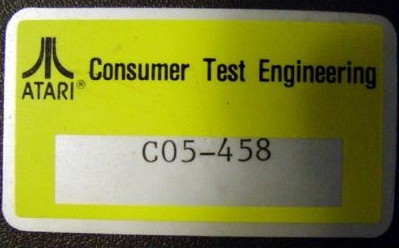 Consumer Test Engineering
ATARI®
C05-458